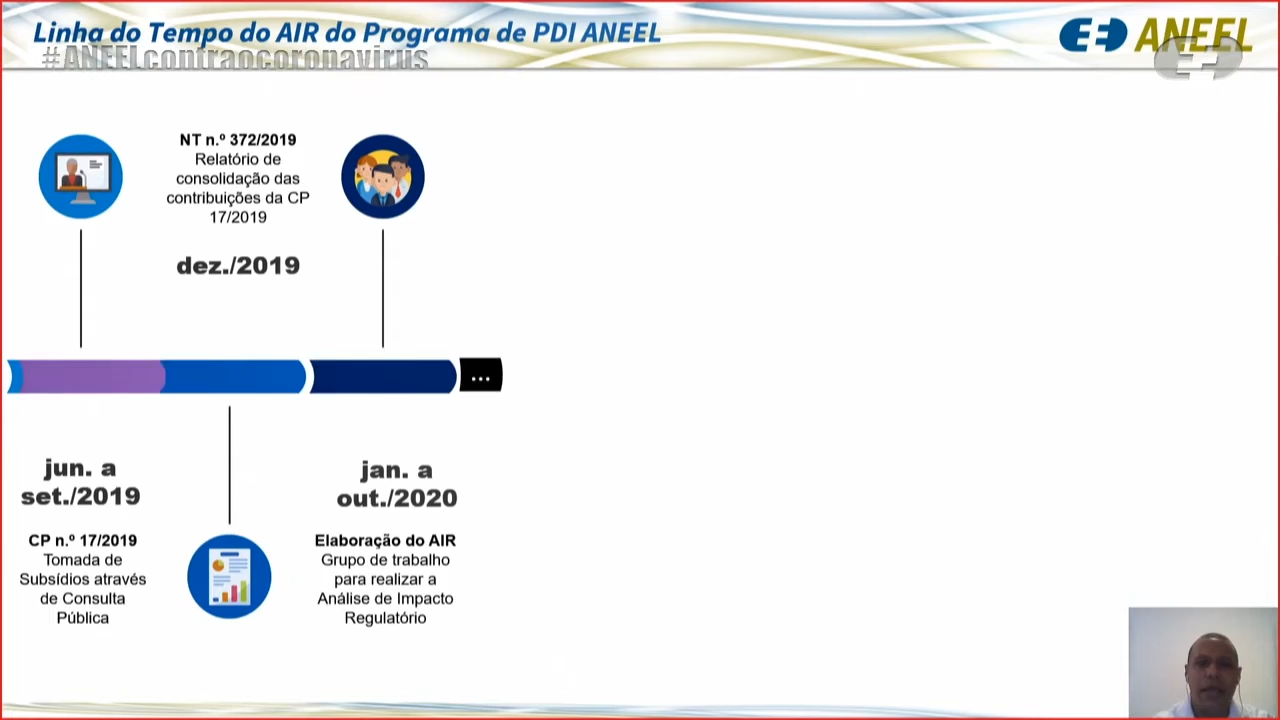 Linha do Tempo do AIR do Programa de PDI ANEEL
ANEEL
#ANEELcontraocoronavirus
NT n.º 372/2019
Relatório de
consolidação das
contribuições da CP
17/2019
dez./2019
...
jun. a
set./2019
CP n.º 17/2019
Tomada de
Subsídios através
de Consulta
Pública
jan. a
out./2020
Elaboração do AIR
Grupo de trabalho
para realizar a
Análise de Impacto
Regulatório